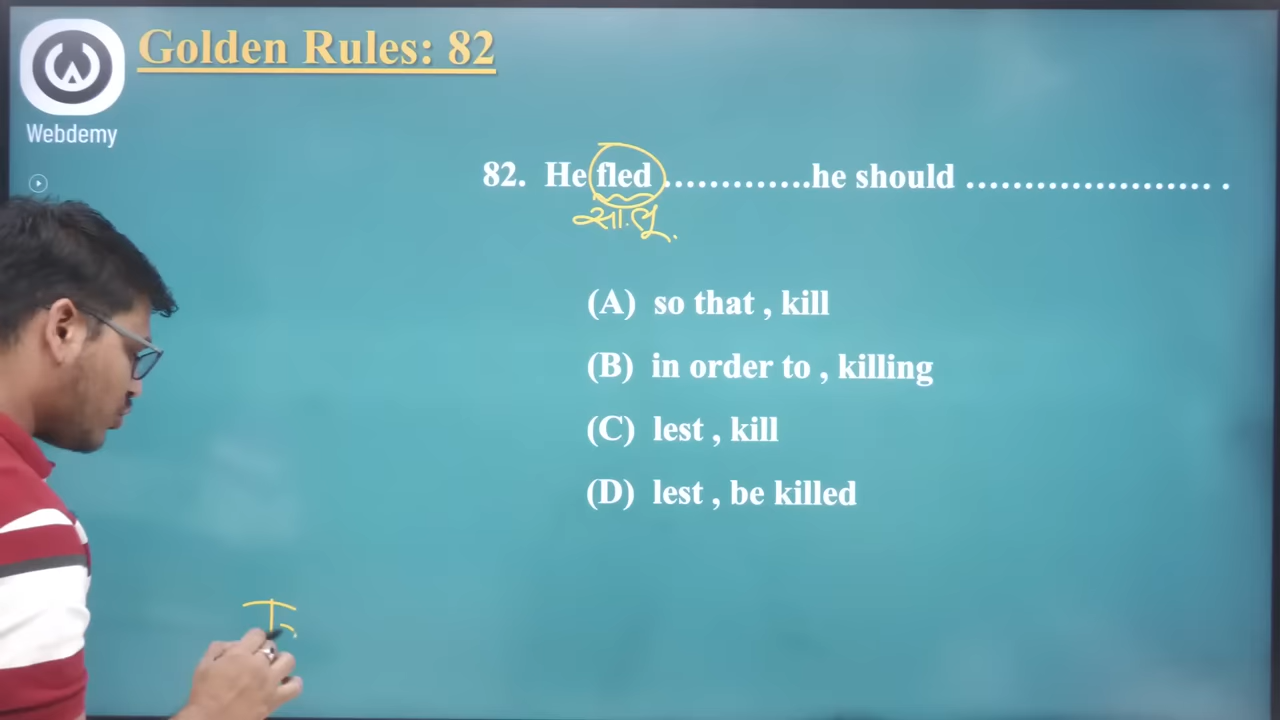 Golden Rules: 82
Webdemy
82. He fled .............he should ..................... .
सा.भू.
(A) so that , kill
(B) in order to , killing
(C) lest , kill
(D) lest , be killed